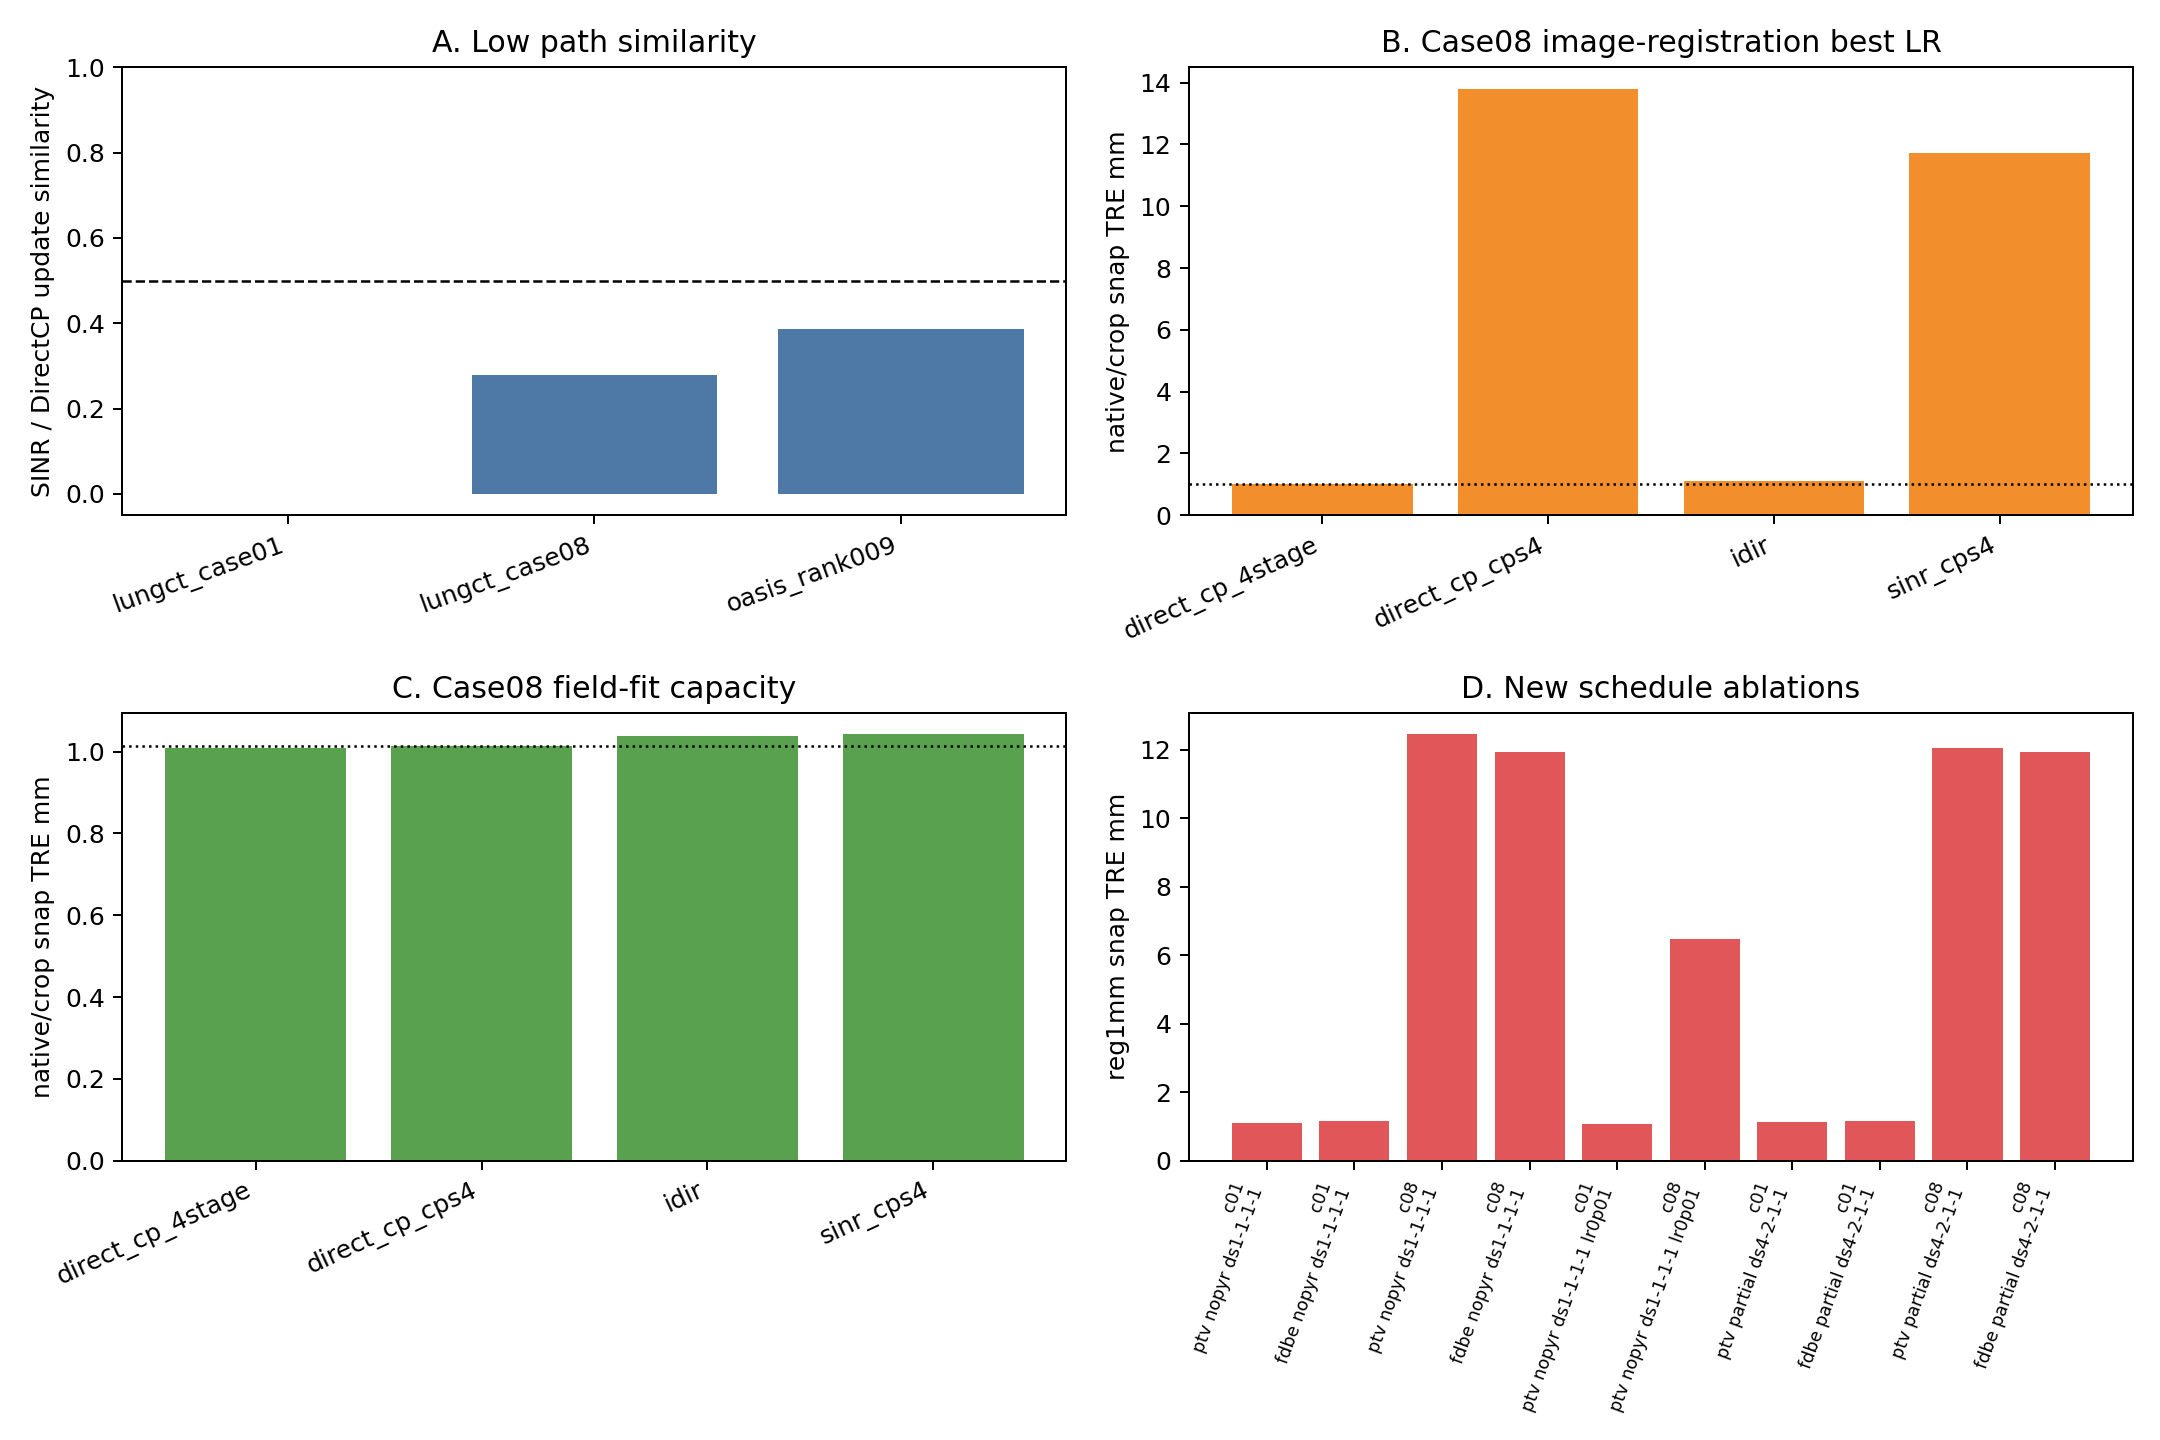 A. Low path similarity
SINR / DirectCP update similarity
1.0
0.8
0.6
0.4
0.2
0.0
lungct_case01
lungct_case08
oasis_rank009
B. Case08 image-registration best LR
native/crop snap TRE mm
14
12
10
8
6
4
2
0
direct_cp_4stage
direct_cp_cps4
idir
sinr_cps4
C. Case08 field-fit capacity
native/crop snap TRE mm
1.0
0.8
0.6
0.4
0.2
0.0
direct_cp_4stage
direct_cp_cps4
idir
sinr_cps4
D. New schedule ablations
reg1mm snap TRE mm
12
10
8
6
4
2
0
c01
ptv nopyr ds1-1-1-1
c01
fdbe nopyr ds1-1-1-1
c08
ptv nopyr ds1-1-1-1
c08
fdbe nopyr ds1-1-1-1
c01
ptv nopyr ds1-1-1-1 lr0p01
c08
ptv nopyr ds1-1-1-1 lr0p01
c01
ptv partial ds4-2-1-1
c01
fdbe partial ds4-2-1-1
c08
ptv partial ds4-2-1-1
c08
fdbe partial ds4-2-1-1